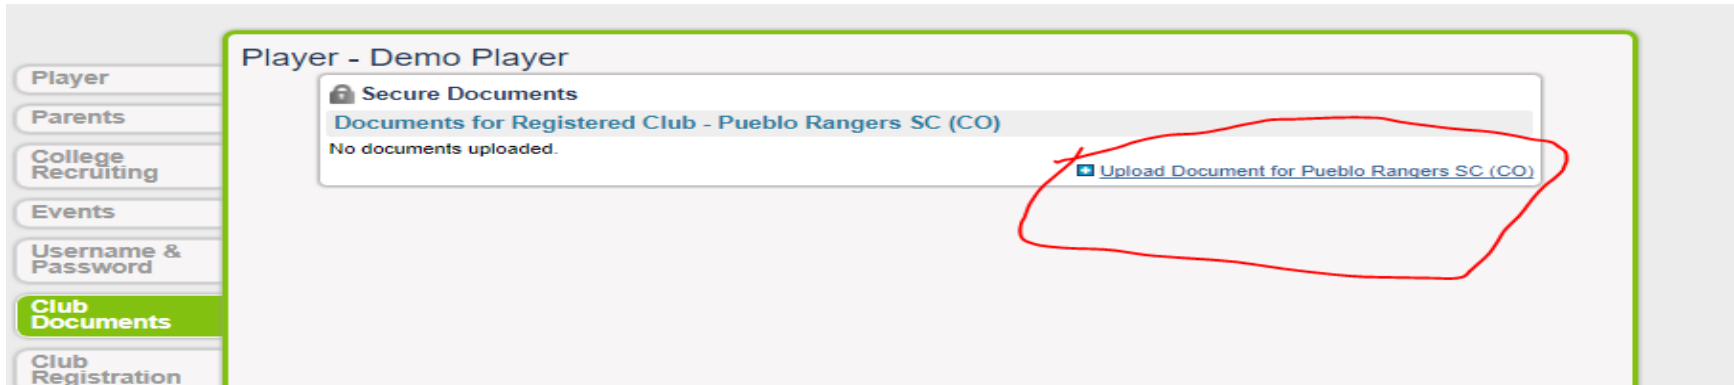 Player - Demo Player
Player
Parents
College
Recruiting
Events
Username &
Password
Club
Documents
Club
Registration
Secure Documents
Documents for Registered Club - Pueblo Rangers SC (CO)
No documents uploaded.
Upload Document for Pueblo Rangers SC (CO)